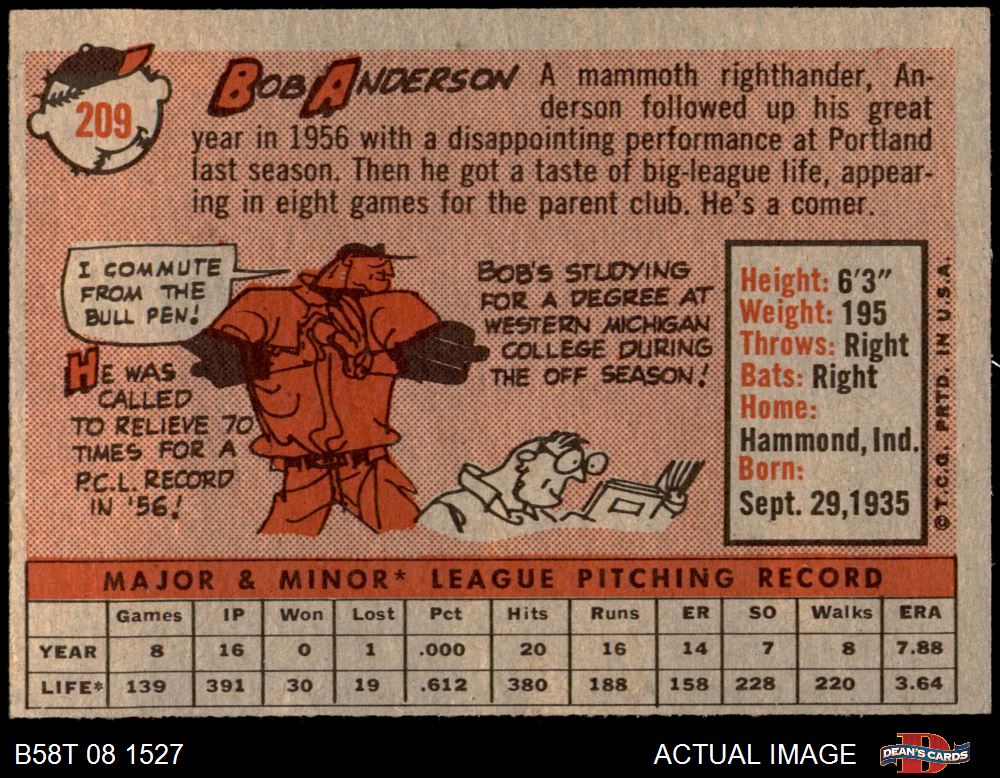 209
BOB ANDERSON
A mammoth righthander, An-
derson followed up his great
year in 1956 with a disappointing performance at Portland
last season. Then he got a taste of big-league life, appear-
ing in eight games for the parent club. He's a comer.
I COMMUTE
FROM THE
BULL PEN!
HE WAS
CALLED
TO RELIEVE 70
TIMES FOR A
P.C.L. RECORD
IN '56!
BOB'S STUDYING
FOR A DEGREE AT
WESTERN MICHIGAN
COLLEGE DURING
THE OFF SEASON!
Height: 6'3"
Weight: 195
Throws: Right
Bats: Right
Home:
Hammond, Ind.
Born:
Sept. 29, 1935
© T.C.G. PRTD. IN U.S.A.
MAJOR & MINOR* LEAGUE PITCHING RECORD
Games IP Won Lost Pct Hits Runs ER SO Walks ERA
YEAR 8 16 0 1 .000 20 16 14 7 8 7.88
LIFE* 139 391 30 19 .612 380 188 158 228 220 3.64
B58T 08 1527
ACTUAL IMAGE
DEAN'S CARDS